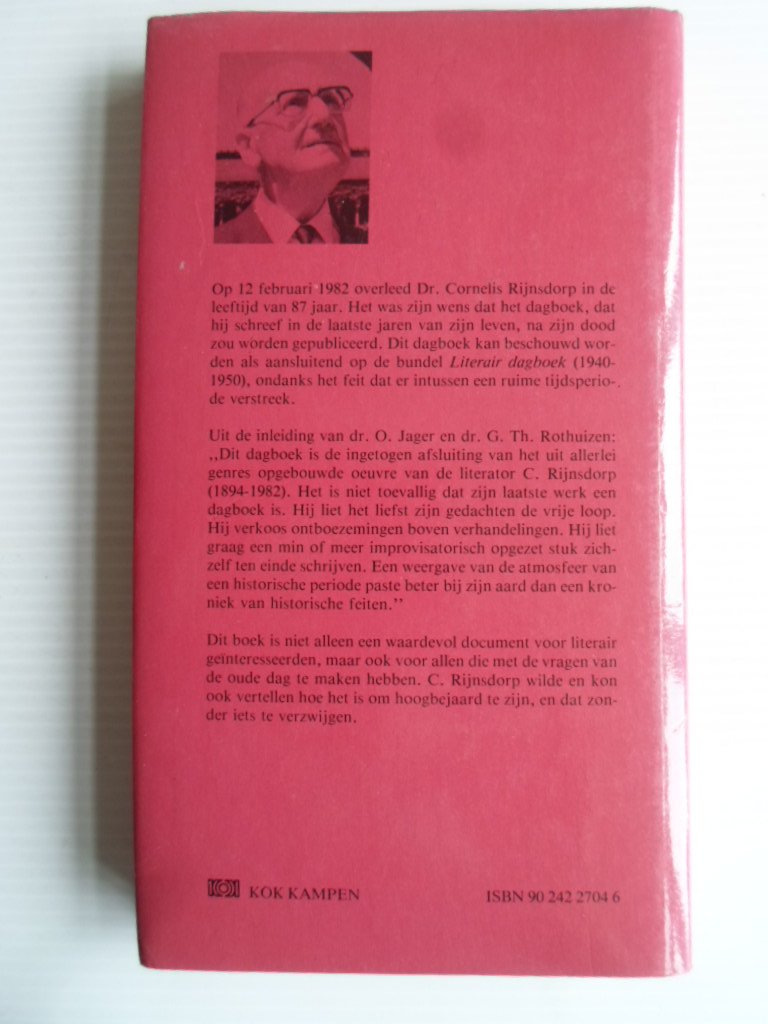 Op 12 februari 1982 overleed Dr. Cornelis Rijnsdorp in de
leeftijd van 87 jaar. Het was zijn wens dat het dagboek, dat
hij schreef in de laatste jaren van zijn leven, na zijn dood
zou worden gepubliceerd. Dit dagboek kan beschouwd wor-
den als aansluitend op de bundel Literair dagboek (1940-
1950), ondanks het feit dat er intussen een ruime tijdsperio-
de verstreek.
Uit de inleiding van dr. O. Jager en dr. G. Th. Rothuizen:
,,Dit dagboek is de ingetogen afsluiting van het uit allerlei
genres opgebouwde oeuvre van de literator C. Rijnsdorp
(1894-1982). Het is niet toevallig dat zijn laatste werk een
dagboek is. Hij liet het liefst zijn gedachten de vrije loop.
Hij verkoos ontboezemingen boven verhandelingen. Hij liet
graag een min of meer improvisatorisch opgezet stuk zich-
zelf ten einde schrijven. Een weergave van de atmosfeer van
een historische periode paste beter bij zijn aard dan een kro-
niek van historische feiten.’’
Dit boek is niet alleen een waardevol document voor literair
geïnteresseerden, maar ook voor allen die met de vragen van
de oude dag te maken hebben. C. Rijnsdorp wilde en kon
ook vertellen hoe het is om hoogbejaard te zijn, en dat zon-
der iets te verzwijgen.
KOK KOK KAMPEN ISBN 90 242 2704 6